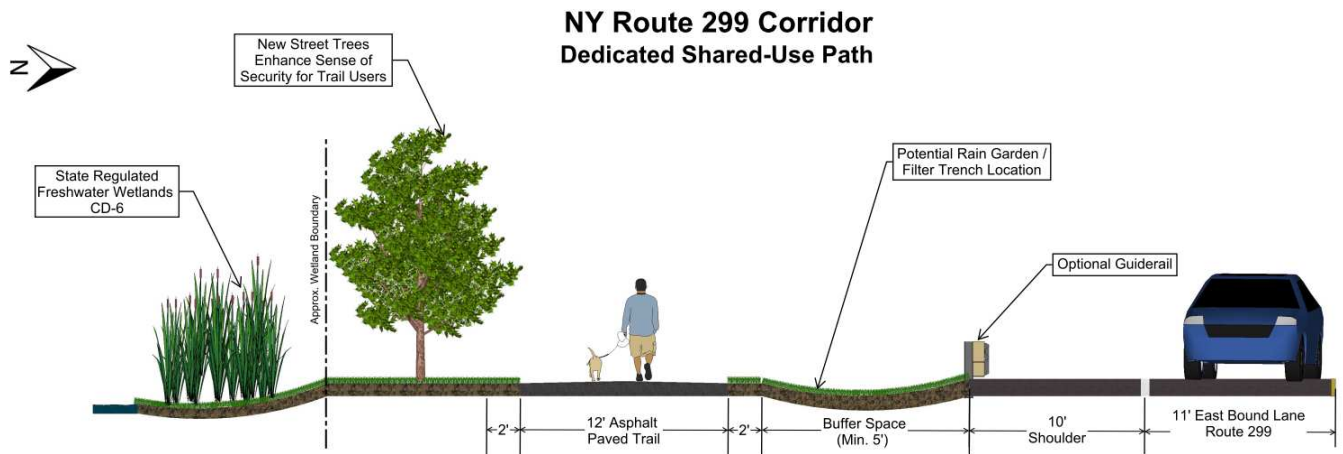 NY Route 299 Corridor
Dedicated Shared-Use Path
N
New Street Trees
Enhance Sense of
Security for Trail Users
State Regulated
Freshwater Wetlands
CD-6
Approx. Wetland Boundary
Potential Rain Garden /
Filter Trench Location
Optional Guiderail
2'
12' Asphalt
Paved Trail
2'
Buffer Space
(Min. 5')
10'
Shoulder
11' East Bound Lane
Route 299